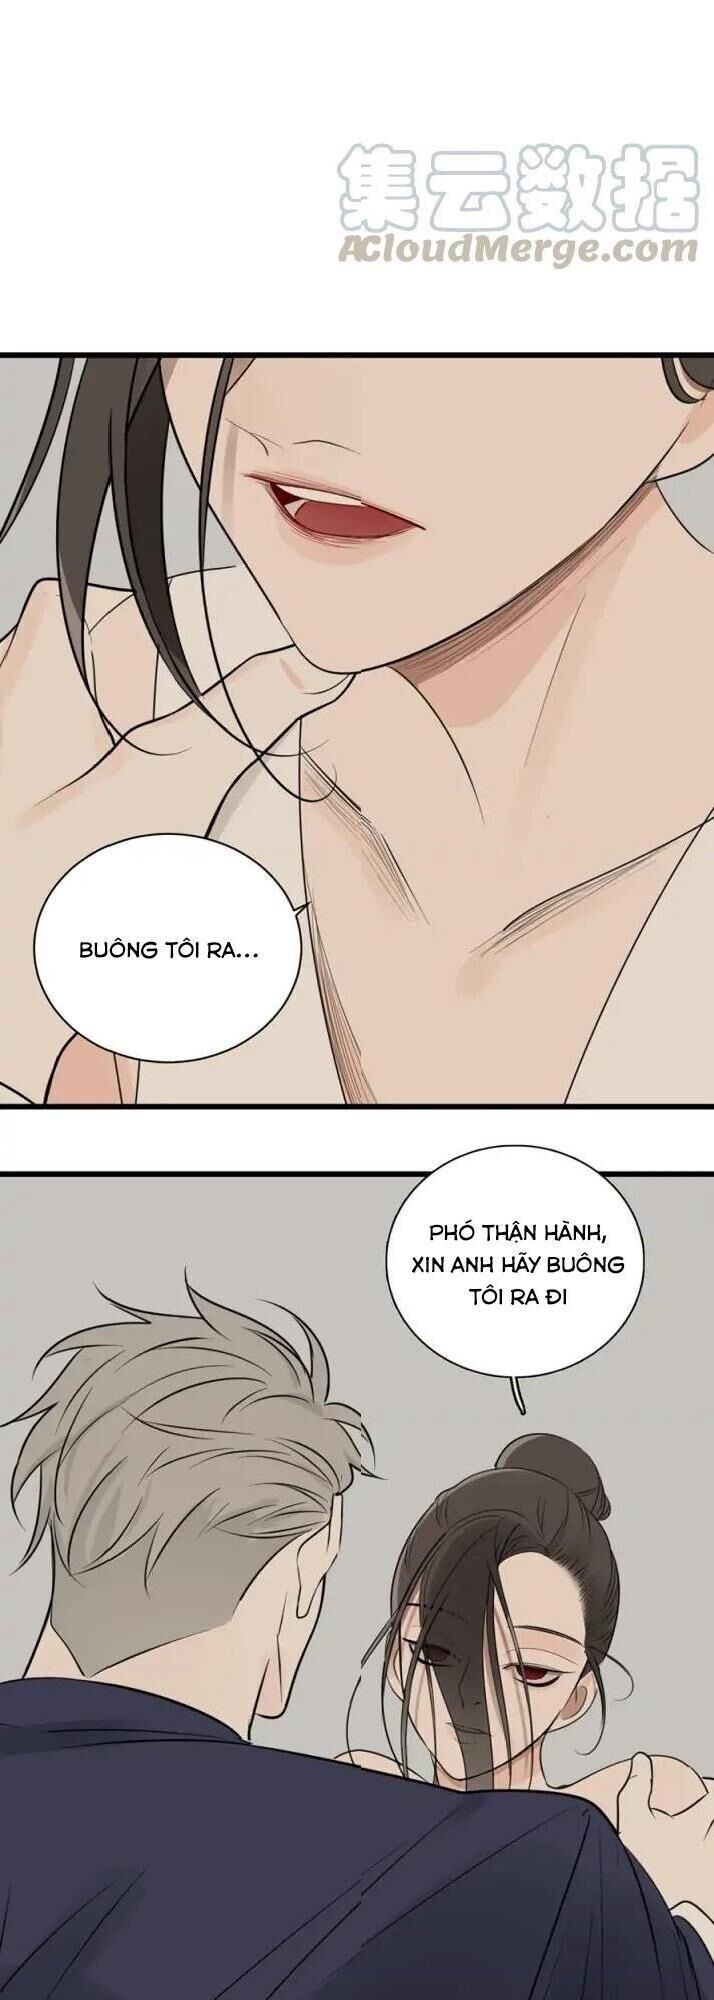 集云数据
ACloudMerge.com
BUÔNG TÔI RA...
PHÓ THẬN HÀNH,
XIN ANH HÃY BUÔNG
TÔI RA ĐI